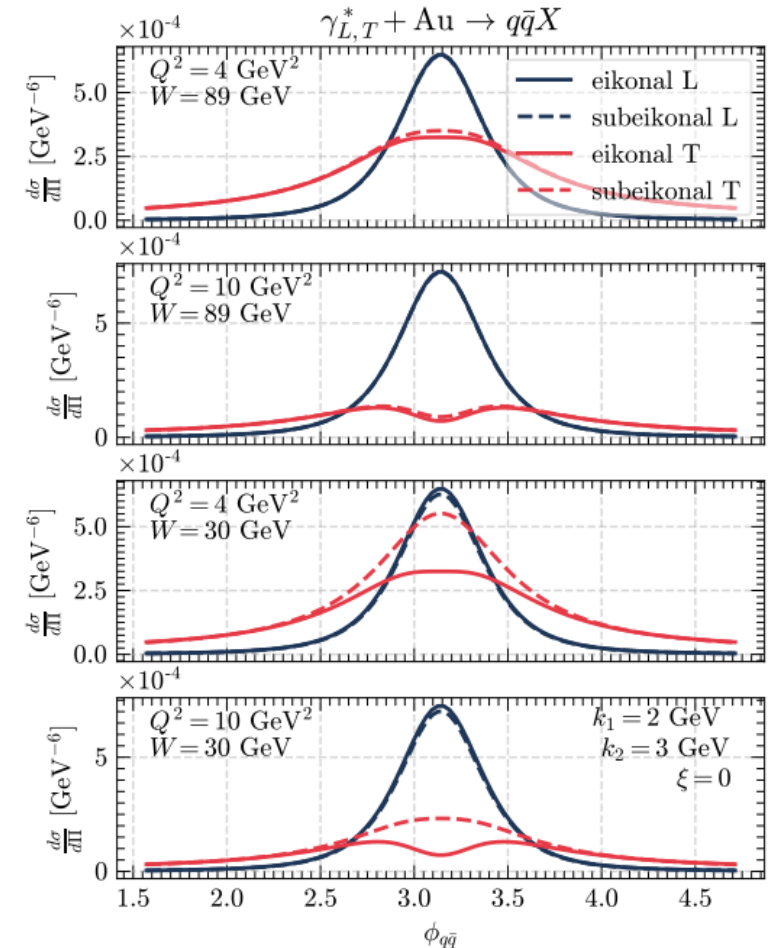 γ*_{L,T} + Au → qq̄X
×10⁻⁴
Q² = 4 GeV²
W = 89 GeV
eikonal L
subeikonal L
eikonal T
subeikonal T
5.0
2.5
0.0
dσ/dΠ [GeV⁻⁶]
×10⁻⁴
Q² = 10 GeV²
W = 89 GeV
5
0
dσ/dΠ [GeV⁻⁶]
×10⁻⁴
Q² = 4 GeV²
W = 30 GeV
5.0
2.5
0.0
dσ/dΠ [GeV⁻⁶]
×10⁻⁴
Q² = 10 GeV²
W = 30 GeV
k₁ = 2 GeV
k₂ = 3 GeV
ξ = 0
5
0
dσ/dΠ [GeV⁻⁶]
1.5 2.0 2.5 3.0 3.5 4.0 4.5
ϕ_{qq̄}